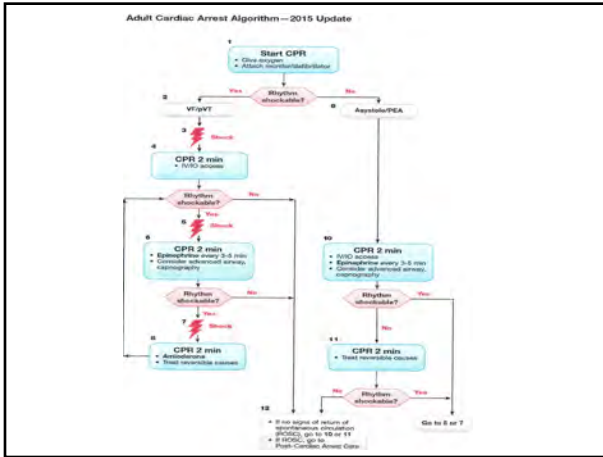 Adult Cardiac Arrest Algorithm—2015 Update
1
Start CPR
• Give oxygen
• Attach monitor/defibrillator
Yes
Rhythm shockable?
No
2
VF/pVT
9
Asystole/PEA
3
Shock
4
CPR 2 min
• IV/IO access
Rhythm
shockable?
No
Yes
5
Shock
6
CPR 2 min
• Epinephrine every 3-5 min
• Consider advanced airway,
capnography
Rhythm
shockable?
No
Yes
7
Shock
8
CPR 2 min
• Amiodarone
• Treat reversible causes
10
CPR 2 min
• IV/IO access
• Epinephrine every 3-5 min
• Consider advanced airway,
capnography
Rhythm
shockable?
Yes
No
11
CPR 2 min
• Treat reversible causes
No
Rhythm
shockable?
Yes
12
• If no signs of return of
spontaneous circulation
(ROSC), go to 10 or 11
• If ROSC, go to
Post-Cardiac Arrest Care
Go to 5 or 7